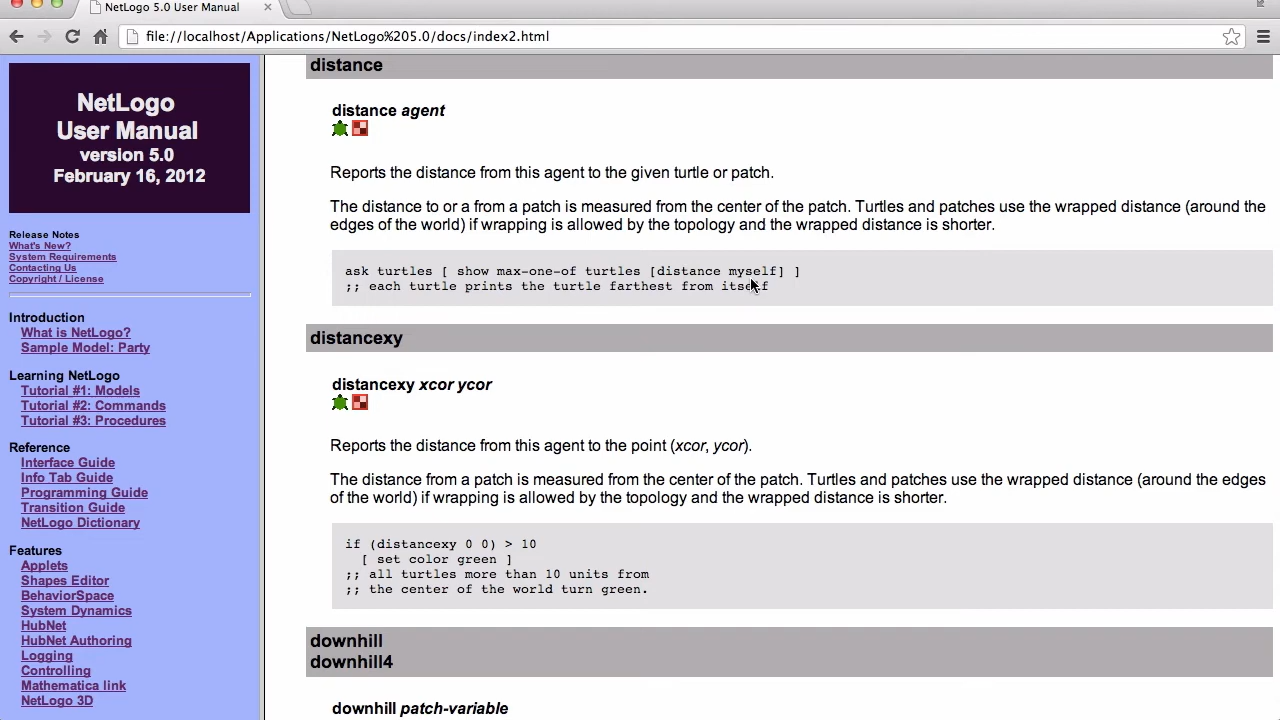 NetLogo 5.0 User Manual
file://localhost/Applications/NetLogo%205.0/docs/index2.html
NetLogo
User Manual
version 5.0
February 16, 2012
Release Notes
What's New?
System Requirements
Contacting Us
Copyright / License
Introduction
What is NetLogo?
Sample Model: Party
Learning NetLogo
Tutorial #1: Models
Tutorial #2: Commands
Tutorial #3: Procedures
Reference
Interface Guide
Info Tab Guide
Programming Guide
Transition Guide
NetLogo Dictionary
Features
Applets
Shapes Editor
BehaviorSpace
System Dynamics
HubNet
HubNet Authoring
Logging
Controlling
Mathematica link
NetLogo 3D
distance
distance agent
Reports the distance from this agent to the given turtle or patch.
The distance to or a from a patch is measured from the center of the patch. Turtles and patches use the wrapped distance (around the
edges of the world) if wrapping is allowed by the topology and the wrapped distance is shorter.
ask turtles [ show max-one-of turtles [distance myself] ]
;; each turtle prints the turtle farthest from itself
distancexy
distancexy xcor ycor
Reports the distance from this agent to the point (xcor, ycor).
The distance from a patch is measured from the center of the patch. Turtles and patches use the wrapped distance (around the edges
of the world) if wrapping is allowed by the topology and the wrapped distance is shorter.
if (distancexy 0 0) > 10
[ set color green ]
;; all turtles more than 10 units from
;; the center of the world turn green.
downhill
downhill4
downhill patch-variable